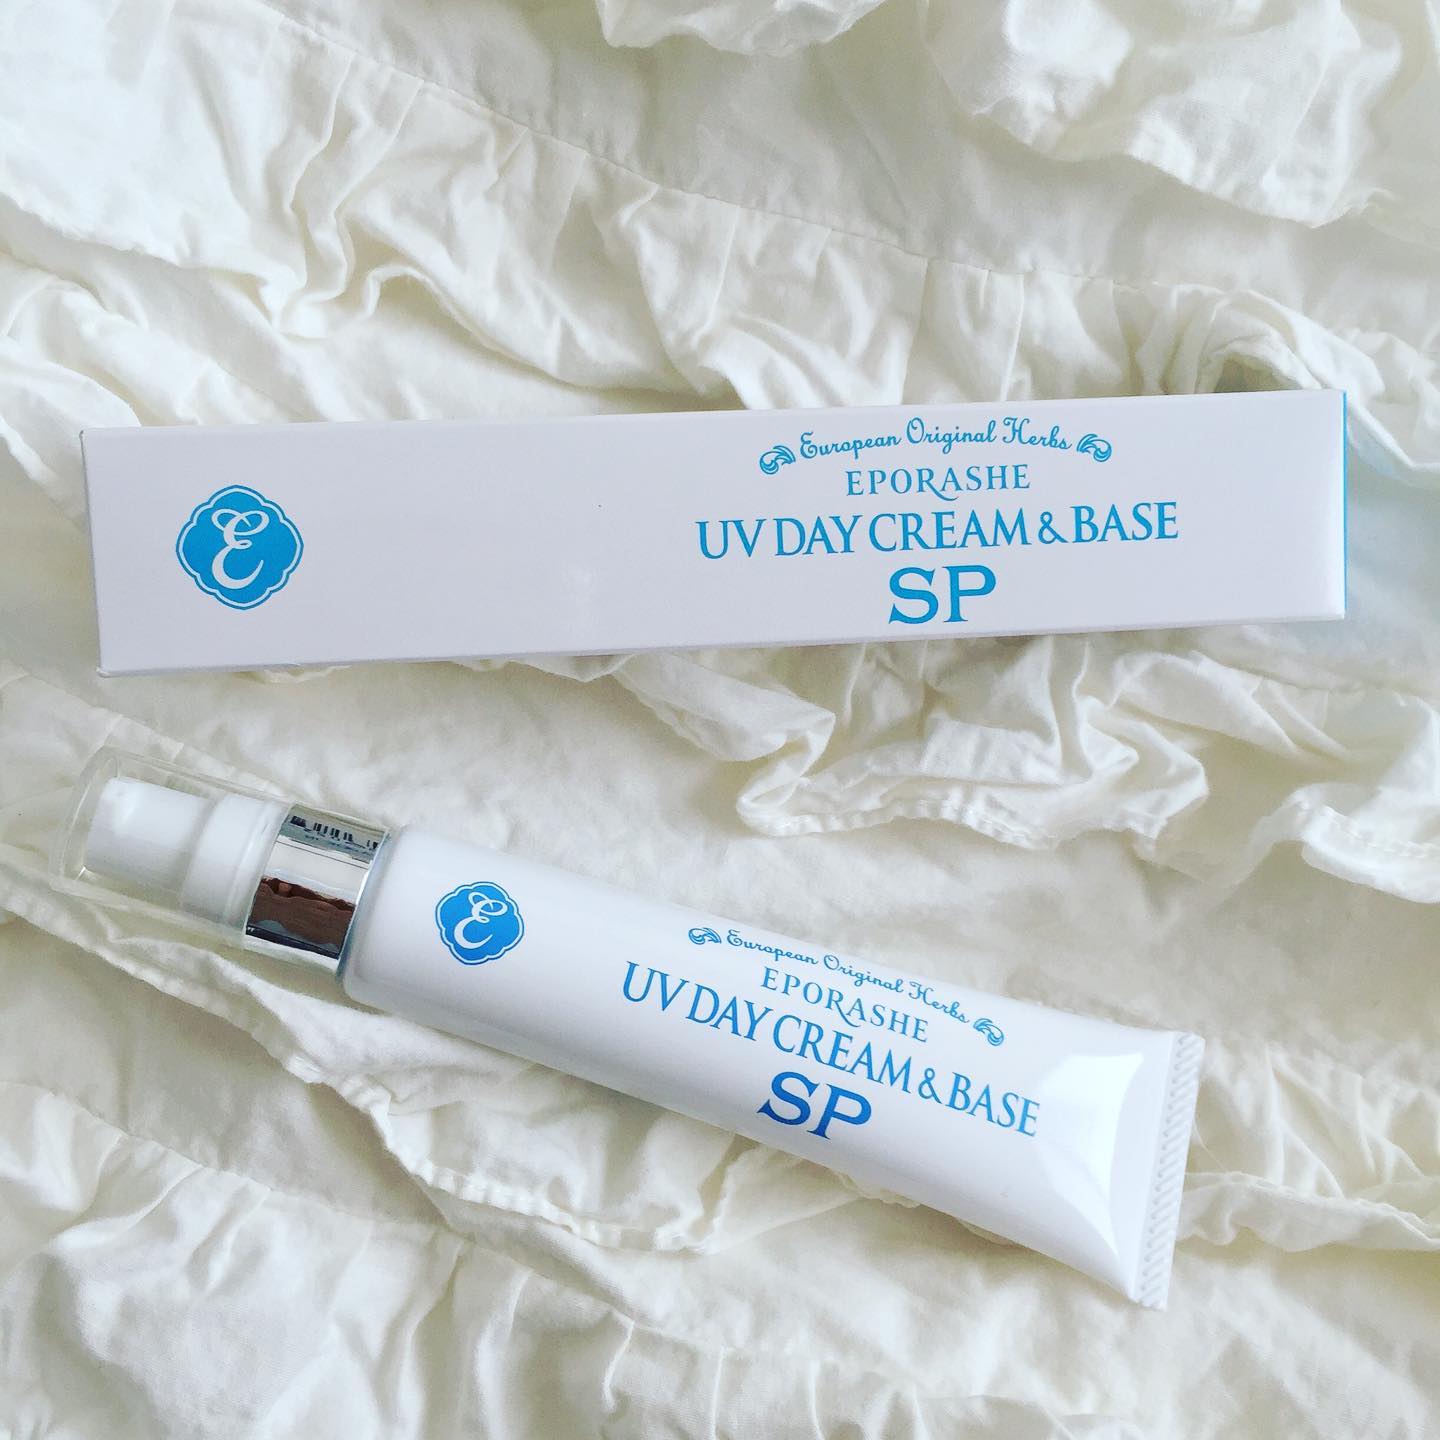 European Original Herbs
EPORASHE
UV DAY CREAM & BASE
SP
E
European Original Herbs
EPORASHE
UV DAY CREAM & BASE
SP
E